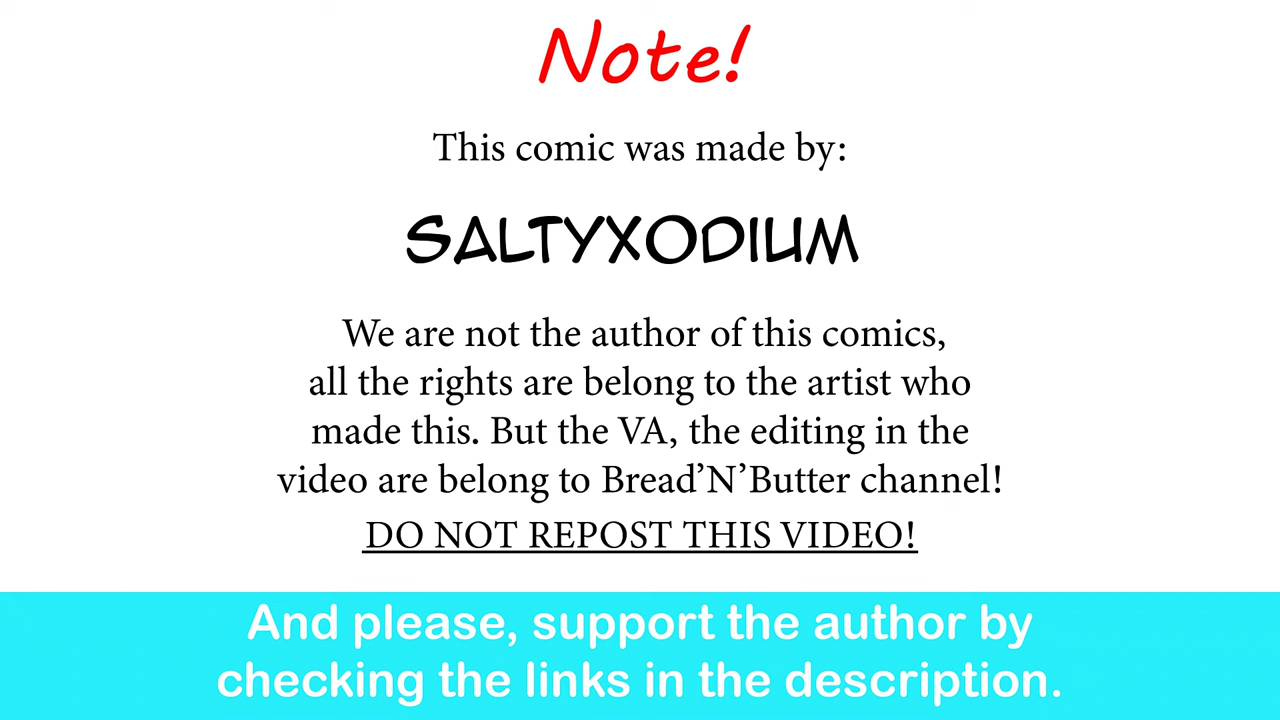 Note!
This comic was made by:
SALTYXODIUM
We are not the author of this comics,
all the rights are belong to the artist who
made this. But the VA, the editing in the
video are belong to Bread’N’Butter channel!
DO NOT REPOST THIS VIDEO!
And please, support the author by
checking the links in the description.